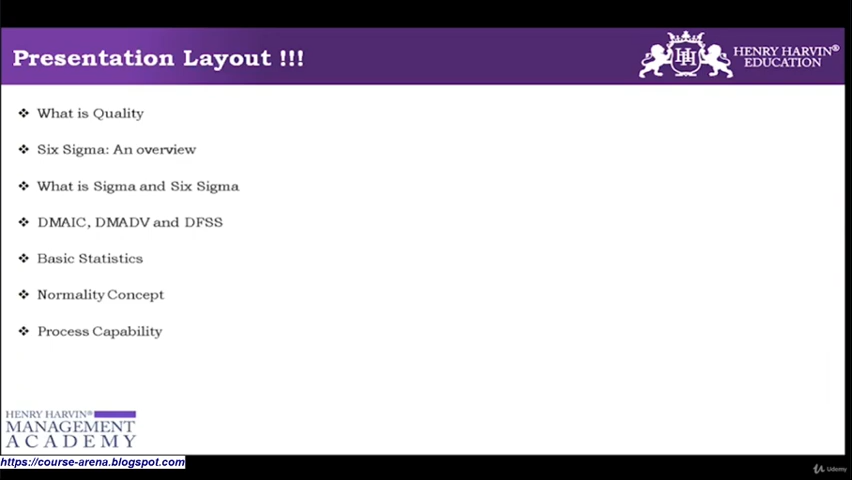 Presentation Layout !!!
HENRY HARVIN®
EDUCATION
❖ What is Quality
❖ Six Sigma: An overview
❖ What is Sigma and Six Sigma
❖ DMAIC, DMADV and DFSS
❖ Basic Statistics
❖ Normality Concept
❖ Process Capability
HENRY HARVIN®
MANAGEMENT
ACADEMY
https://course-arena.blogspot.com
Udemy